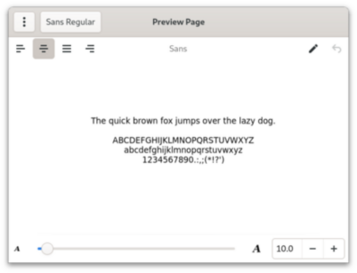 Sans Regular
Preview Page
Sans
The quick brown fox jumps over the lazy dog.
ABCDEFGHIJKLMNOPQRSTUVWXYZ
abcdefghijklmnopqrstuvwxyz
1234567890.:,;(*!?')
A
A
10.0